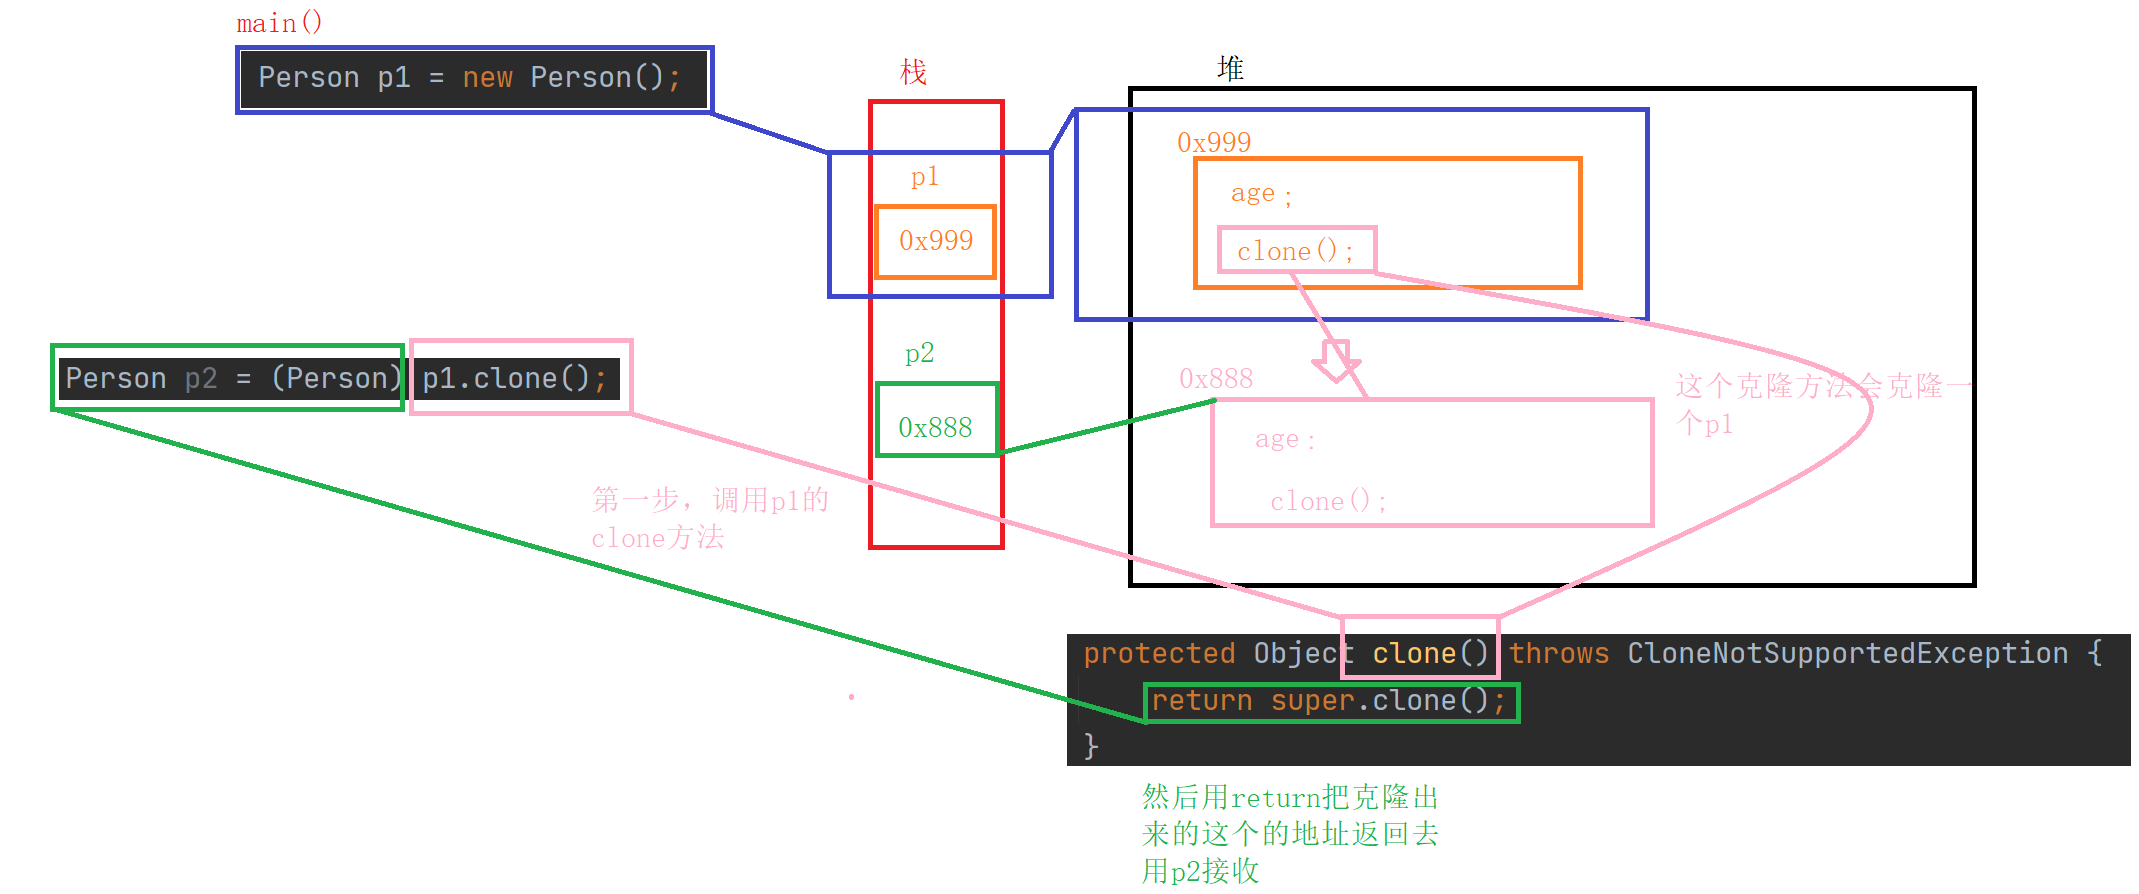 main()
Person p1 = new Person();
栈
堆
0x999
p1
age;
0x999
clone();
p2
0x888
Person p2 = (Person) p1.clone();
这个克隆方法会克隆一
个p1
0x888
age:
第一步，调用p1的
clone方法
clone();
protected Object clone() throws CloneNotSupportedException {
return super.clone();
}
然后用return把克隆出
来的这个的地址返回去
用p2接收